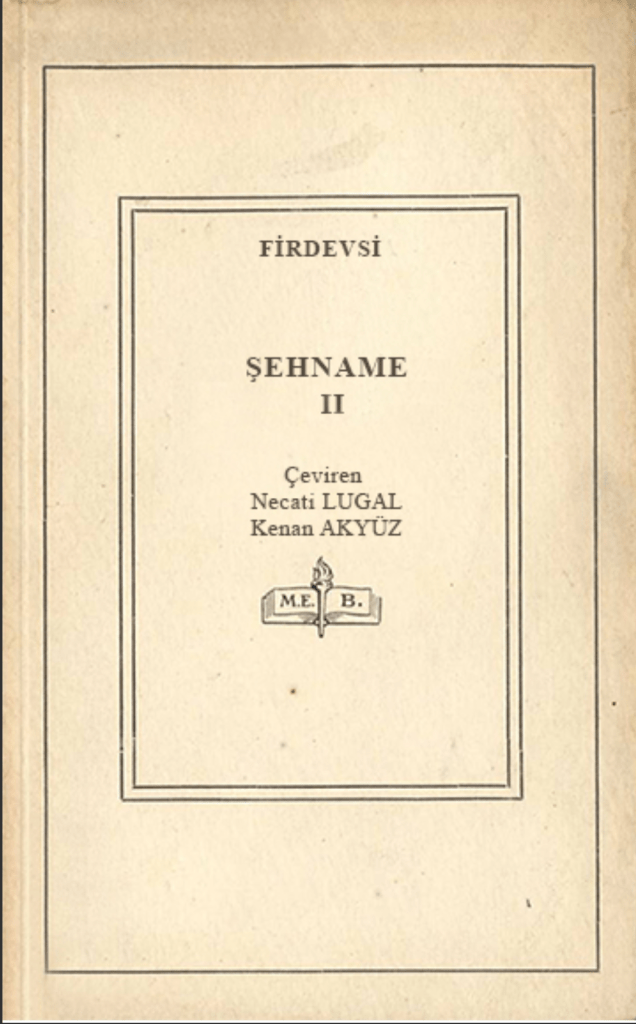 FİRDEVSİ
ŞEHNAME
II
Çeviren
Necati LUGAL
Kenan AKYÜZ
M.E. B.